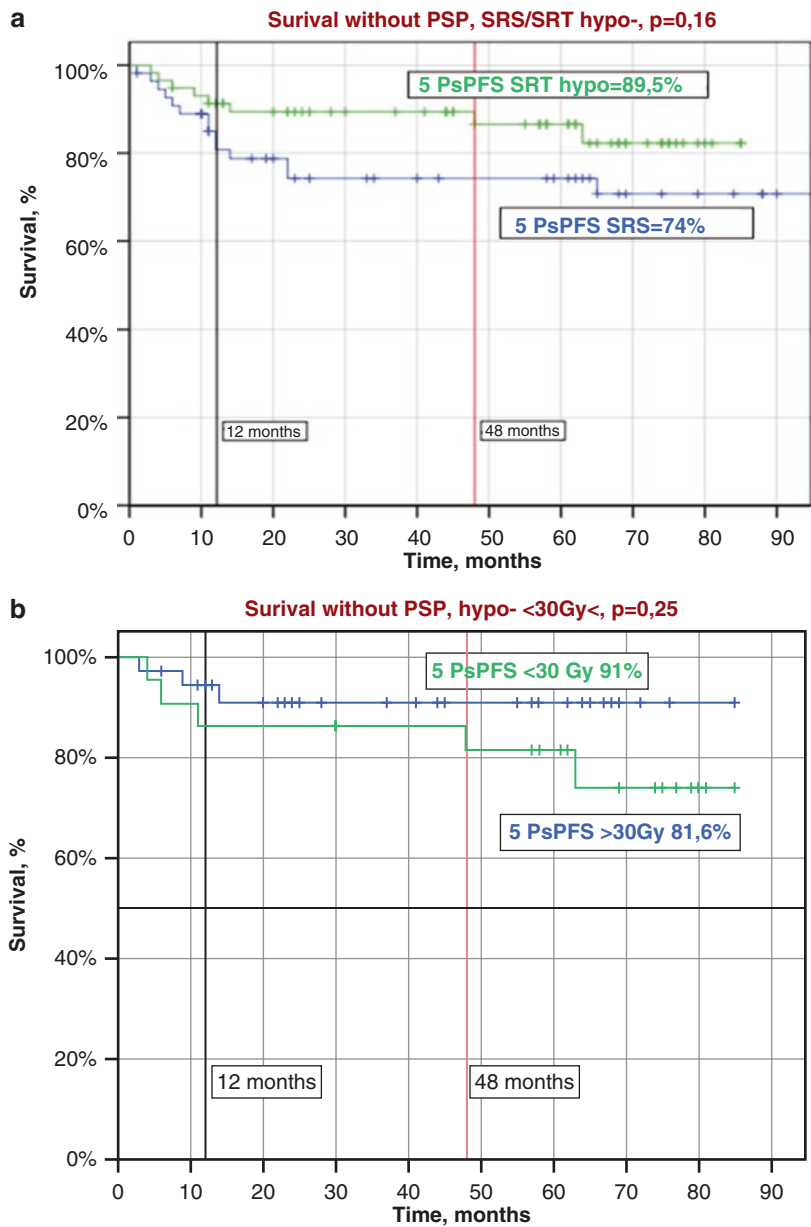 a
Surival without PSP, SRS/SRT hypo-, p=0,16
Survival, %
100%
80%
60%
40%
20%
0%
5 PsPFS SRT hypo=89,5%
5 PsPFS SRS=74%
12 months
48 months
0 10 20 30 40 50 60 70 80 90
Time, months
b
Surival without PSP, hypo- <30Gy<, p=0,25
Survival, %
100%
80%
60%
40%
20%
0%
5 PsPFS <30 Gy 91%
5 PsPFS >30Gy 81,6%
12 months
48 months
0 10 20 30 40 50 60 70 80 90
Time, months